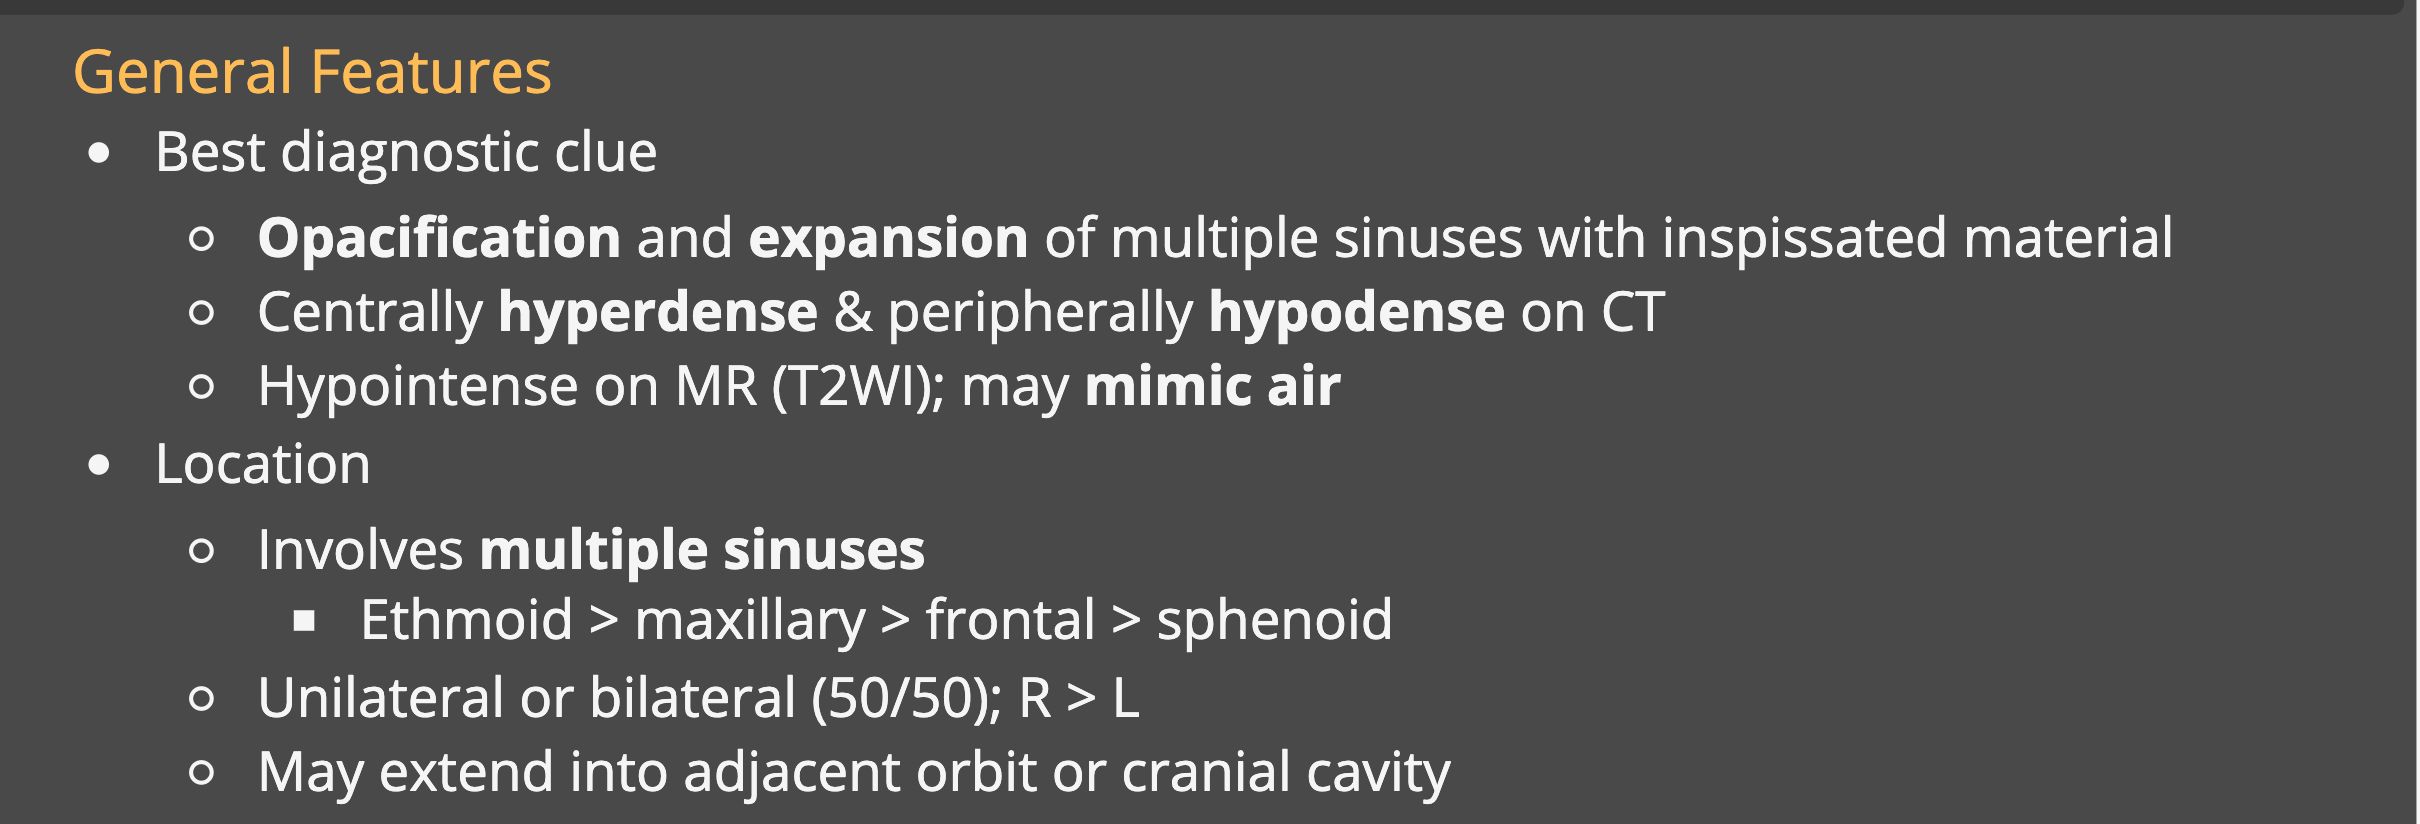 General Features
• Best diagnostic clue
○ Opacification and expansion of multiple sinuses with inspissated material
○ Centrally hyperdense & peripherally hypodense on CT
○ Hypointense on MR (T2WI); may mimic air
• Location
○ Involves multiple sinuses
■ Ethmoid > maxillary > frontal > sphenoid
○ Unilateral or bilateral (50/50); R > L
○ May extend into adjacent orbit or cranial cavity